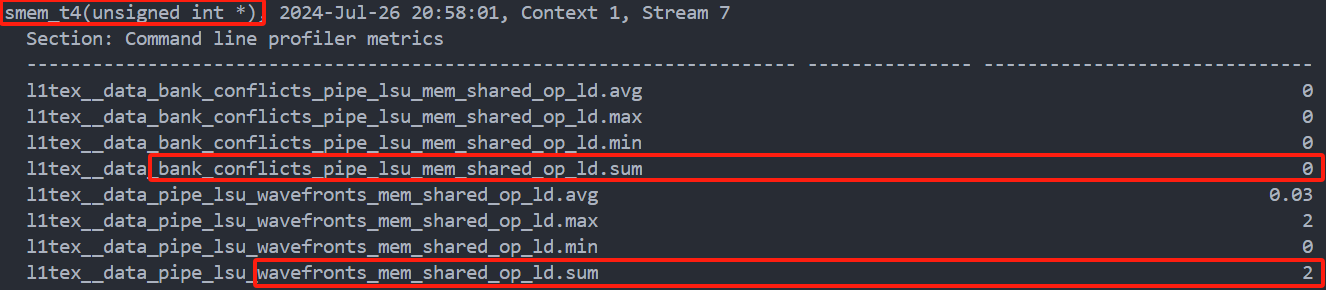 smem_t4(unsigned int *), 2024-Jul-26 20:58:01, Context 1, Stream 7
Section: Command line profiler metrics
---------------------------------------------------------------------- --------------- ------------------------------
l1tex__data_bank_conflicts_pipe_lsu_mem_shared_op_ld.avg 0
l1tex__data_bank_conflicts_pipe_lsu_mem_shared_op_ld.max 0
l1tex__data_bank_conflicts_pipe_lsu_mem_shared_op_ld.min 0
l1tex__data_bank_conflicts_pipe_lsu_mem_shared_op_ld.sum 0
l1tex__data_pipe_lsu_wavefronts_mem_shared_op_ld.avg 0.03
l1tex__data_pipe_lsu_wavefronts_mem_shared_op_ld.max 2
l1tex__data_pipe_lsu_wavefronts_mem_shared_op_ld.min 0
l1tex__data_pipe_lsu_wavefronts_mem_shared_op_ld.sum 2